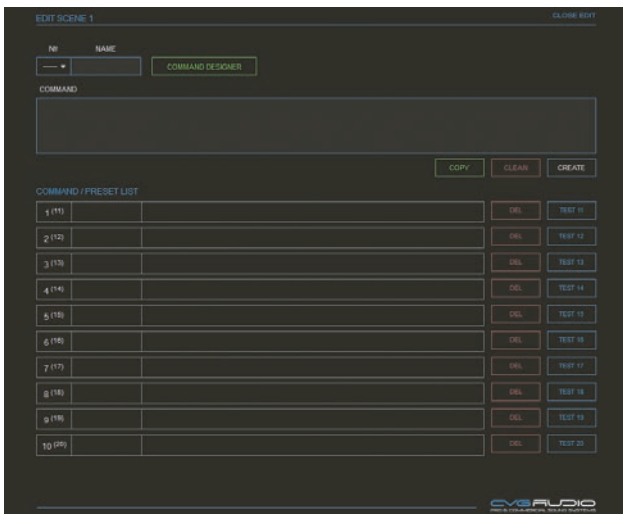 EDIT SCENE 1
CLOSE EDIT
№ NAME
COMMAND DESIGNER
COMMAND
COPY CLEAN CREATE
COMMAND / PRESET LIST
1 (11) DEL TEST 11
2 (12) DEL TEST 12
3 (13) DEL TEST 13
4 (14) DEL TEST 14
5 (15) DEL TEST 15
6 (16) DEL TEST 16
7 (17) DEL TEST 17
8 (18) DEL TEST 18
9 (19) DEL TEST 19
10 (20) DEL TEST 20
CVGAUDIO